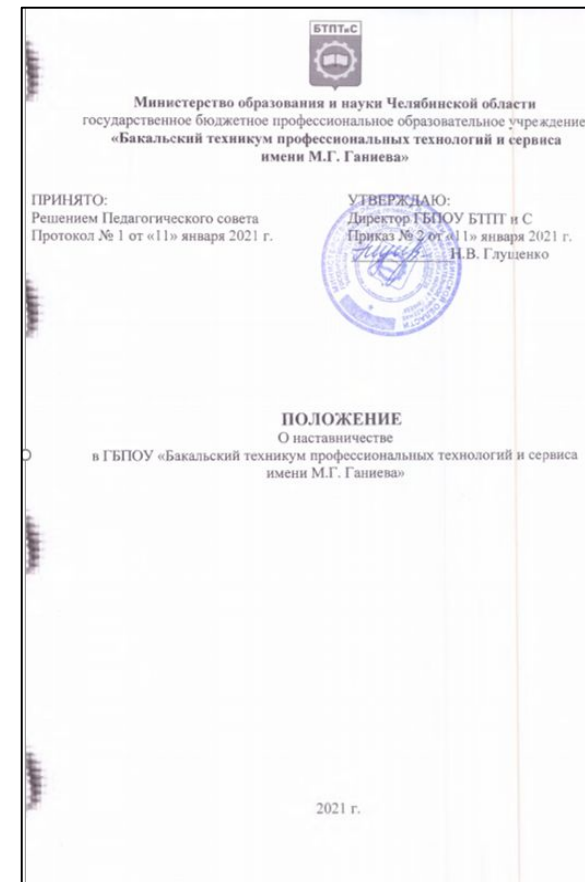 БТПТиС
Министерство образования и науки Челябинской области
государственное бюджетное профессиональное образовательное учреждение
«Бакальский техникум профессиональных технологий и сервиса
имени М.Г. Ганиева»
ПРИНЯТО:
Решением Педагогического совета
Протокол № 1 от «11» января 2021 г.
УТВЕРЖДАЮ:
Директор ГБПОУ БТПТ и С
Приказ № 2 от «11» января 2021 г.
Н.В. Глущенко
ПОЛОЖЕНИЕ
О наставничестве
в ГБПОУ «Бакальский техникум профессиональных технологий и сервиса
имени М.Г. Ганиева»
2021 г.